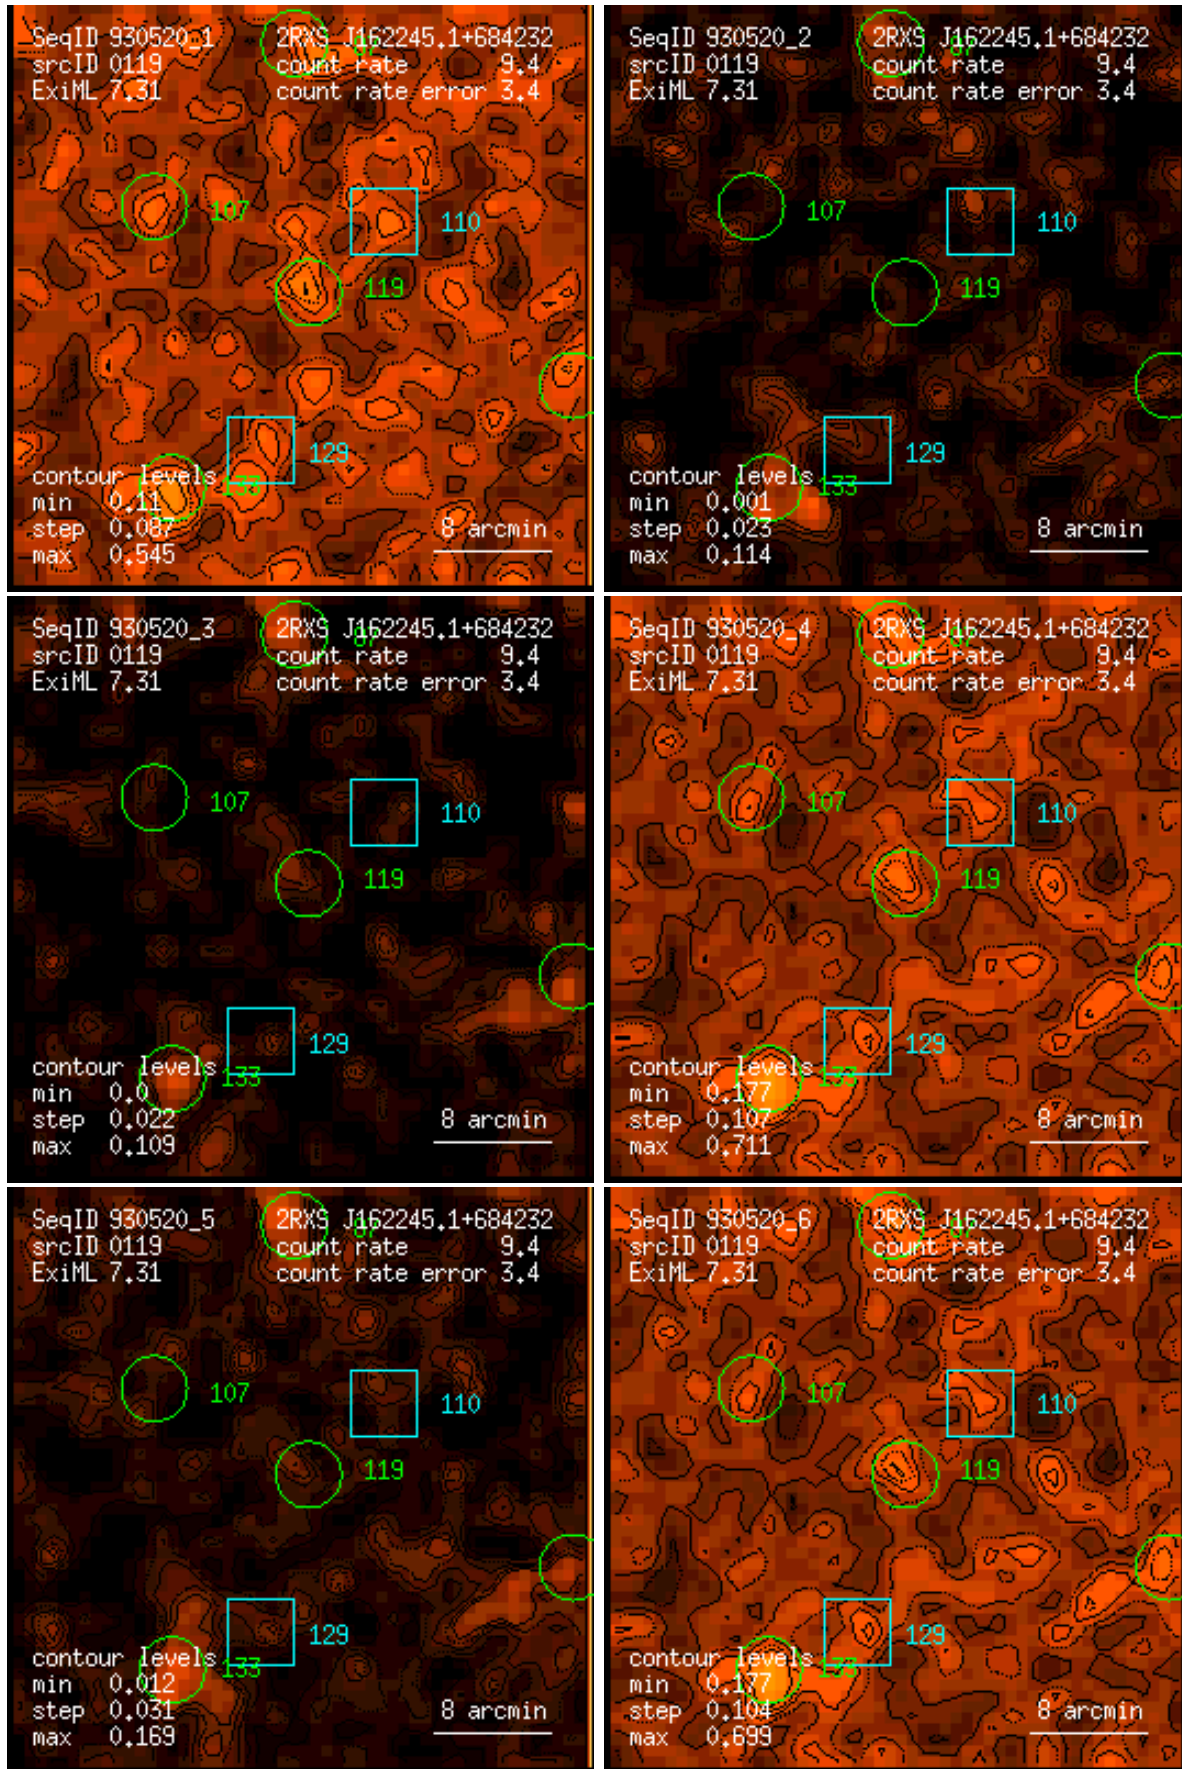 SeqID 930520_1 2RXS J162245.1+684232
srcID 0119 count rate 9.4
ExiML 7.31 count rate error 3.4
107
110
119
129
contour levels 133
min 0.11
step 0.087 8 arcmin
max 0.545
SeqID 930520_2 2RXS J162245.1+684232
srcID 0119 count rate 9.4
ExiML 7.31 count rate error 3.4
107
110
119
129
contour levels 133
min 0.001
step 0.023 8 arcmin
max 0.114
SeqID 930520_3 2RXS J162245.1+684232
srcID 0119 count rate 9.4
ExiML 7.31 count rate error 3.4
107
110
119
129
contour levels 133
min 0.0
step 0.022 8 arcmin
max 0.109
SeqID 930520_4 2RXS J162245.1+684232
srcID 0119 count rate 9.4
ExiML 7.31 count rate error 3.4
107
110
119
129
contour levels 133
min 0.177
step 0.107 8 arcmin
max 0.711
SeqID 930520_5 2RXS J162245.1+684232
srcID 0119 count rate 9.4
ExiML 7.31 count rate error 3.4
107
110
119
129
contour levels 133
min 0.012
step 0.031 8 arcmin
max 0.169
SeqID 930520_6 2RXS J162245.1+684232
srcID 0119 count rate 9.4
ExiML 7.31 count rate error 3.4
107
110
119
129
contour levels 133
min 0.177
step 0.104 8 arcmin
max 0.699